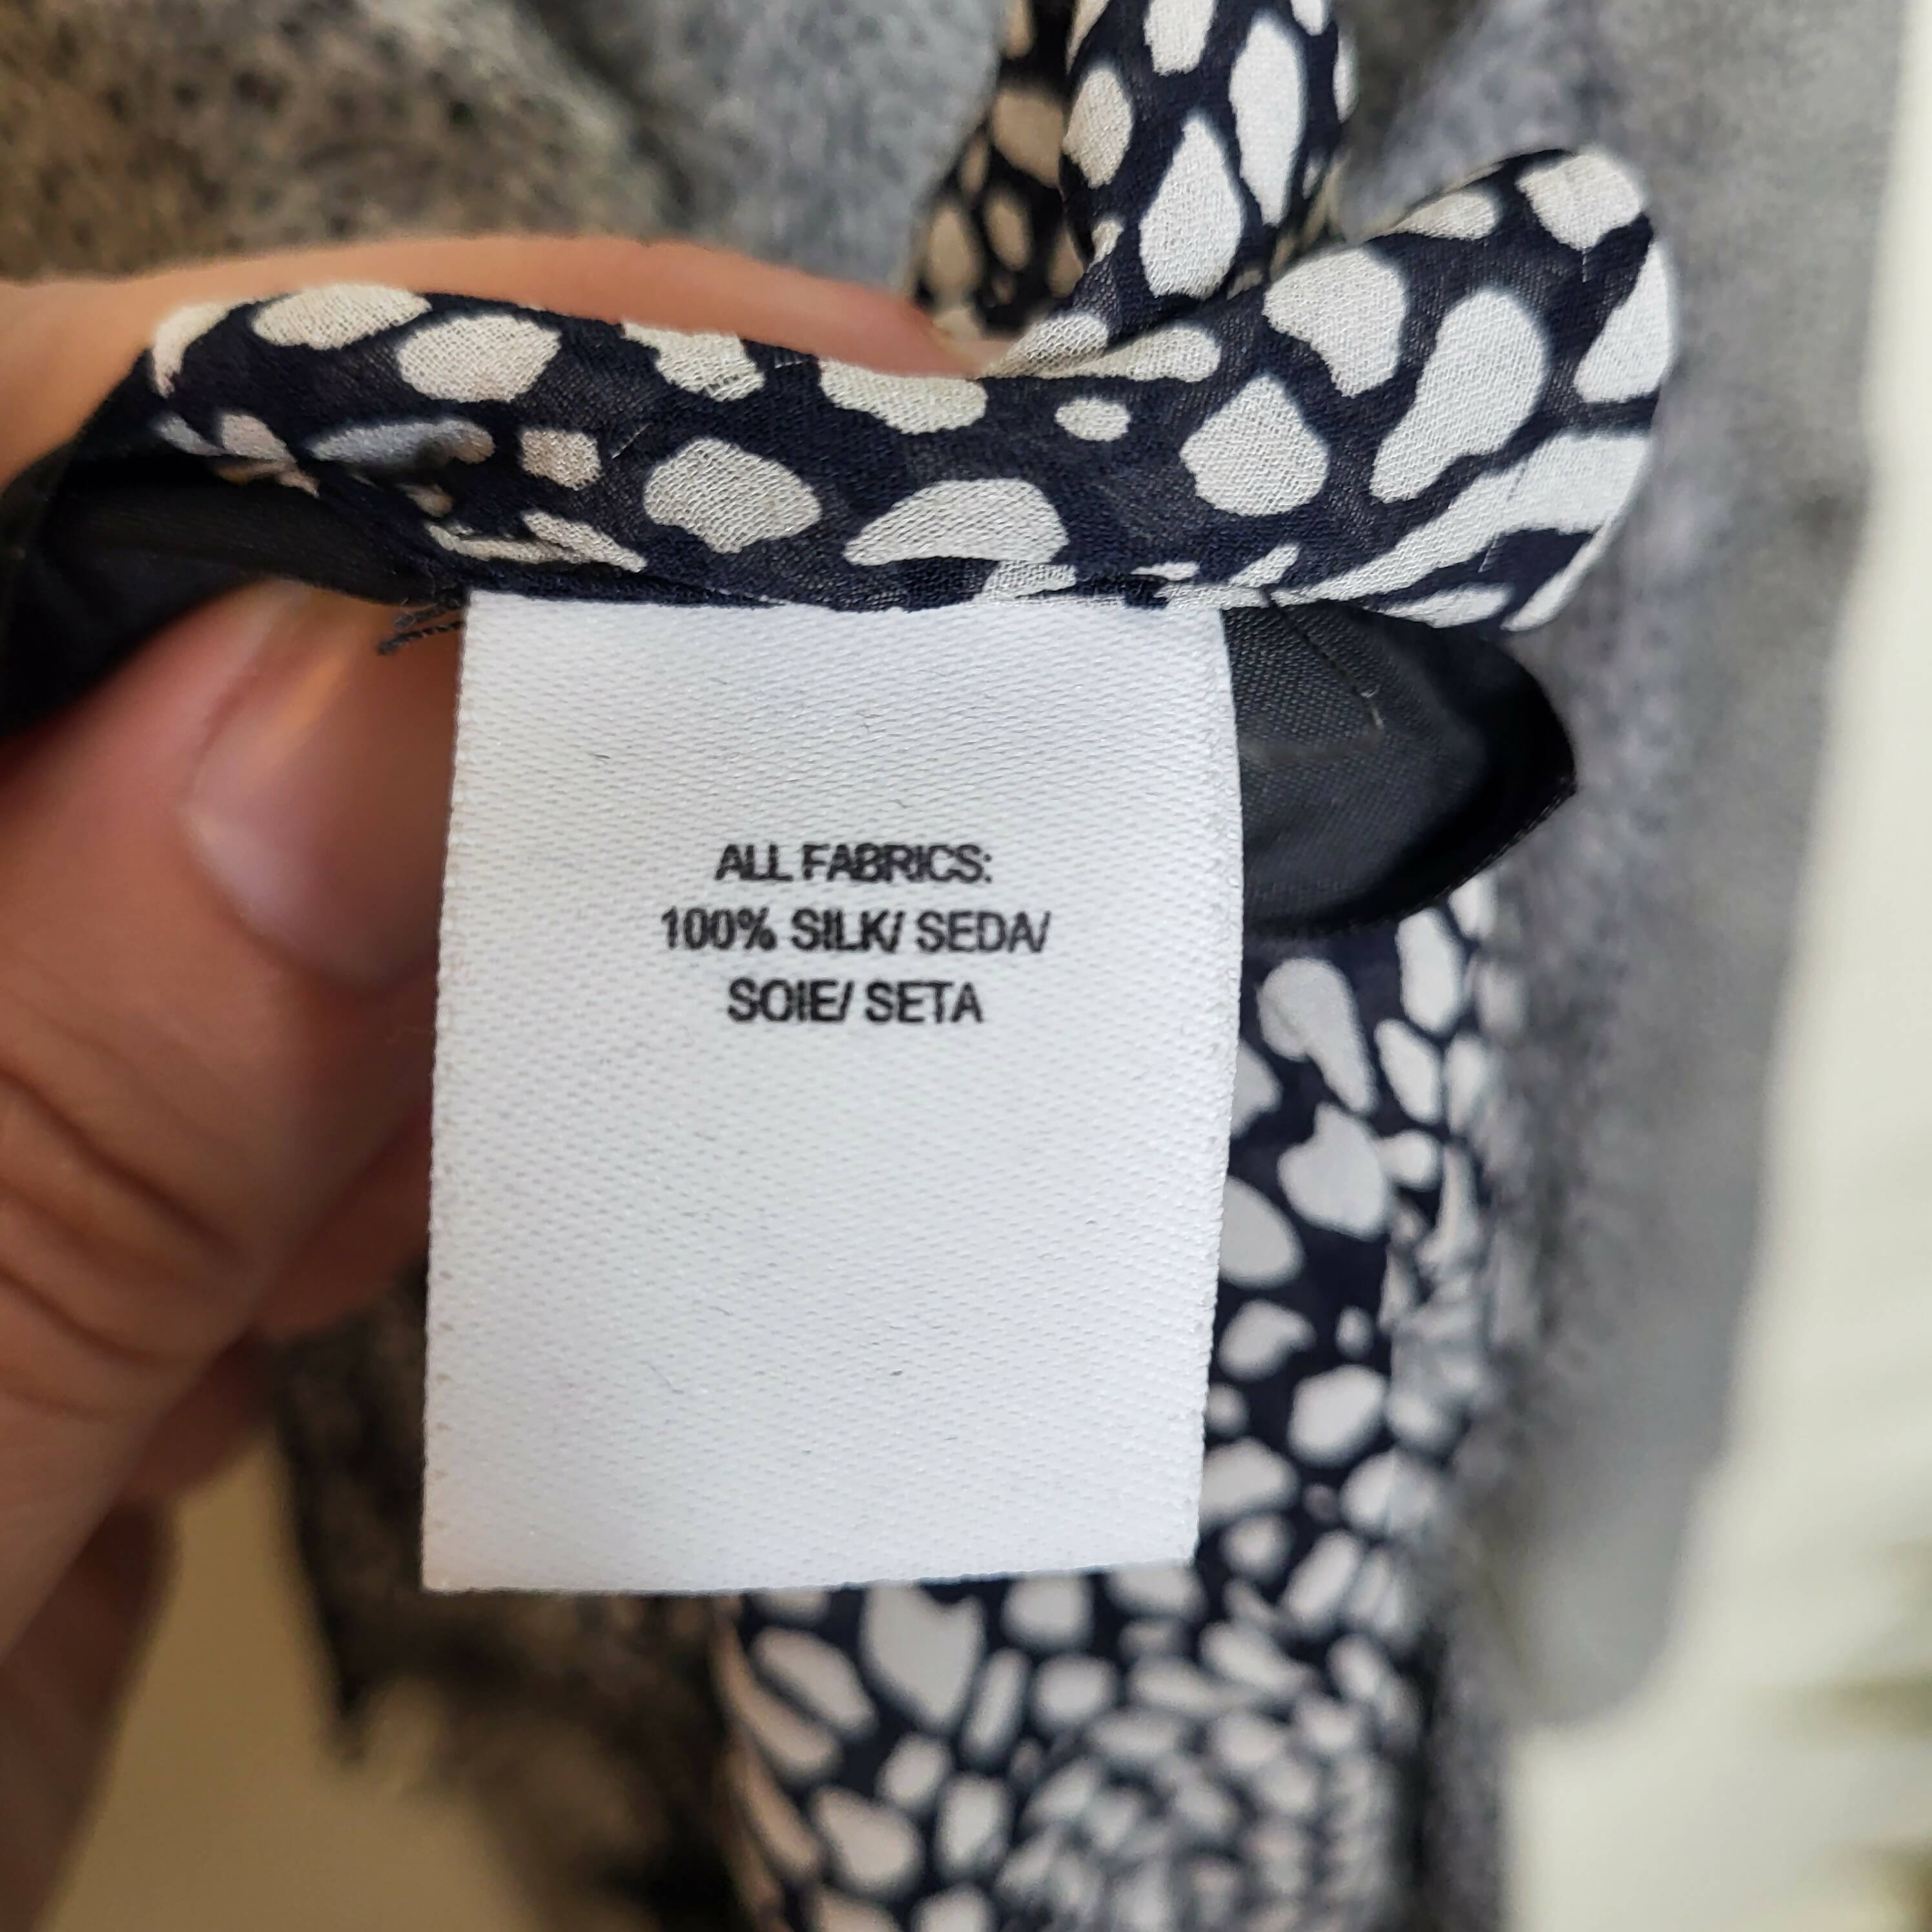 ALL FABRICS:
100% SILK/ SEDA/
SOIE/ SETA